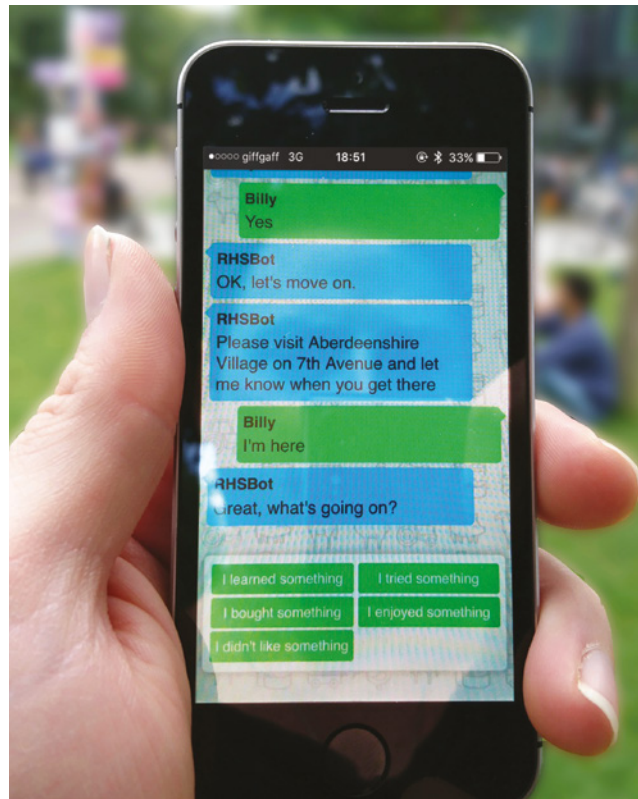 giffgaff 3G 18:51 33%
Billy
Yes
RHSBot
OK, let's move on.
RHSBot
Please visit Aberdeenshire
Village on 7th Avenue and let
me know when you get there
Billy
I'm here
RHSBot
Great, what's going on?
I learned something I tried something
I bought something I enjoyed something
I didn't like something